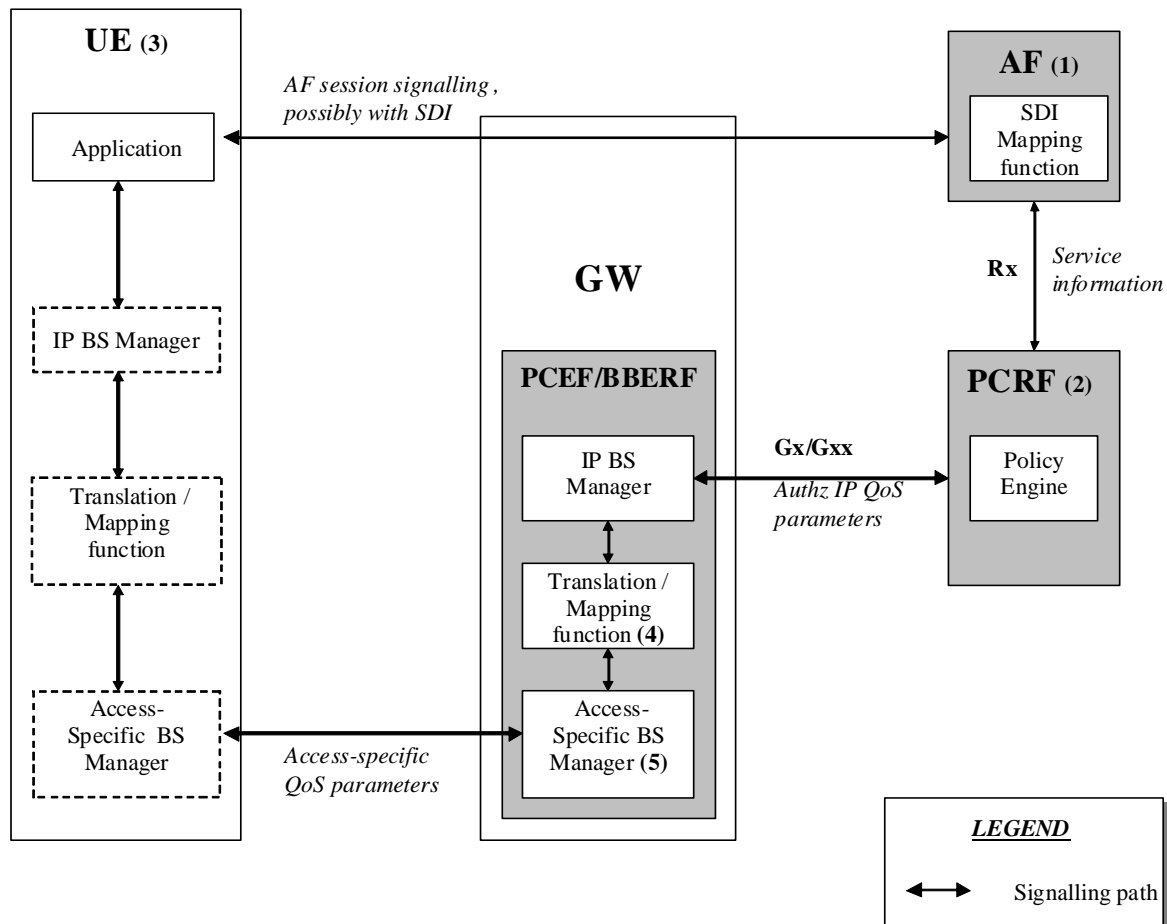 UE (3)
Application
IP BS Manager
Translation /
Mapping
function
Access-
Specific BS
Manager
AF session signalling ,
possibly with SDI
GW
PCEF/BBERF
IP BS
Manager
Translation /
Mapping
function (4)
Access-
Specific BS
Manager (5)
Access-specific
QoS parameters
AF (1)
SDI
Mapping
function
Rx
Service
information
PCRF (2)
Policy
Engine
Gx/Gxx
Authz IP QoS
parameters
LEGEND
Signalling path